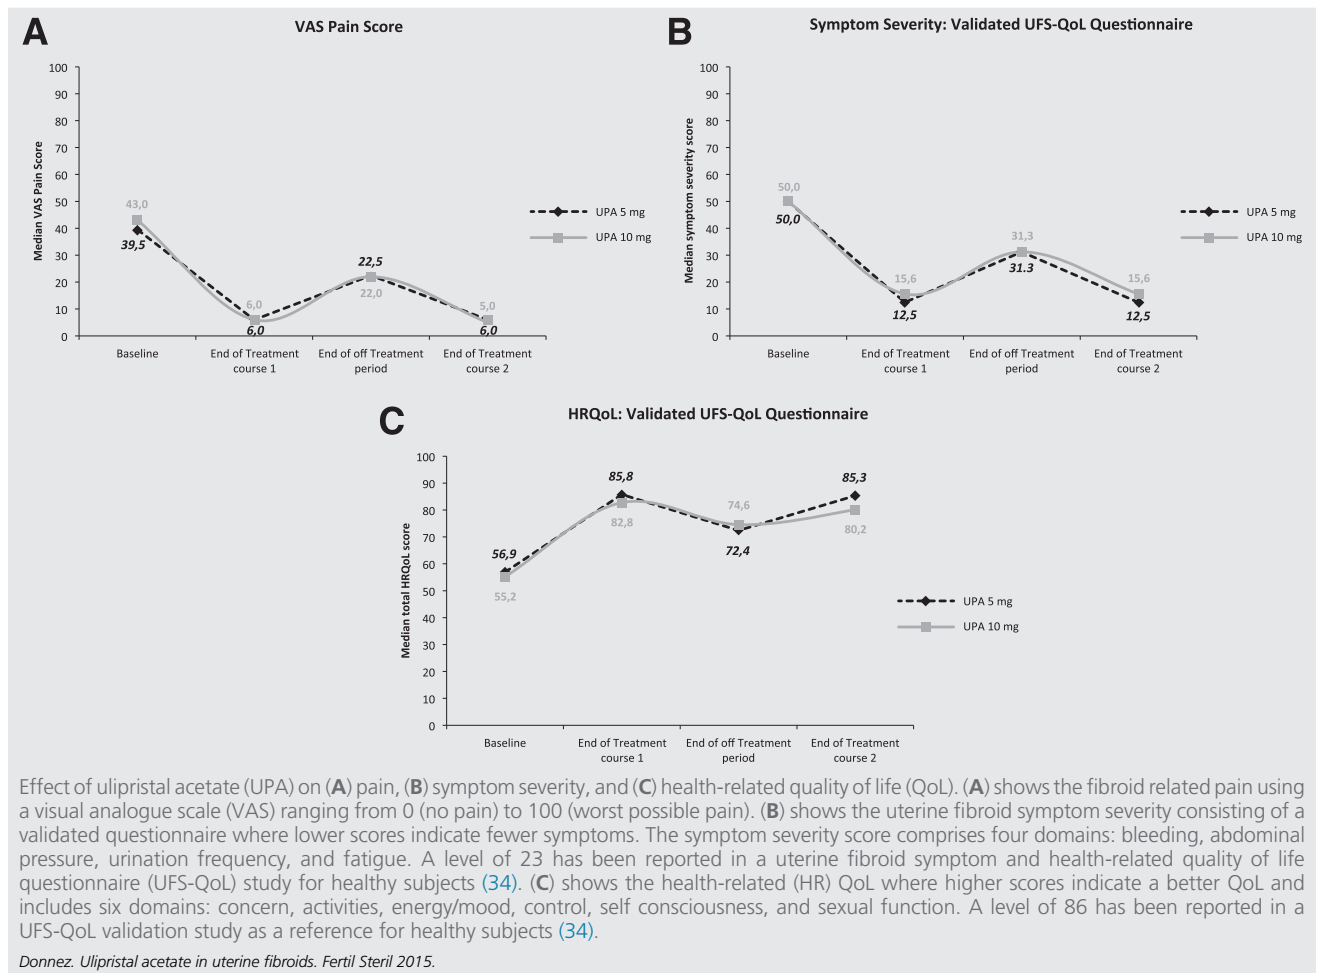 A
VAS Pain Score
100
90
80
70
60
50
40
30
20
10
0
Median VAS Pain Score
43,0
39,5
6,0
6,0
22,5
22,0
5,0
6,0
Baseline
End of Treatment
course 1
End of off Treatment
period
End of Treatment
course 2
UPA 5 mg
UPA 10 mg
B
Symptom Severity: Validated UFS-QoL Questionnaire
100
90
80
70
60
50
40
30
20
10
0
Median symptom severity score
50,0
50,0
15,6
12,5
31,3
31.3
15,6
12,5
Baseline
End of Treatment
course 1
End of off Treatment
period
End of Treatment
course 2
UPA 5 mg
UPA 10 mg
C
HRQoL: Validated UFS-QoL Questionnaire
100
90
80
70
60
50
40
30
20
10
0
Median total HRQoL score
56,9
55,2
85,8
82,8
74,6
72,4
85,3
80,2
Baseline
End of Treatment
course 1
End of off Treatment
period
End of Treatment
course 2
UPA 5 mg
UPA 10 mg
Effect of ulipristal acetate (UPA) on (A) pain, (B) symptom severity, and (C) health-related quality of life (QoL). (A) shows the fibroid related pain using
a visual analogue scale (VAS) ranging from 0 (no pain) to 100 (worst possible pain). (B) shows the uterine fibroid symptom severity consisting of a
validated questionnaire where lower scores indicate fewer symptoms. The symptom severity score comprises four domains: bleeding, abdominal
pressure, urination frequency, and fatigue. A level of 23 has been reported in a uterine fibroid symptom and health-related quality of life
questionnaire (UFS-QoL) study for healthy subjects (34). (C) shows the health-related (HR) QoL where higher scores indicate a better QoL and
includes six domains: concern, activities, energy/mood, control, self consciousness, and sexual function. A level of 86 has been reported in a
UFS-QoL validation study as a reference for healthy subjects (34).
Donnez. Ulipristal acetate in uterine fibroids. Fertil Steril 2015.